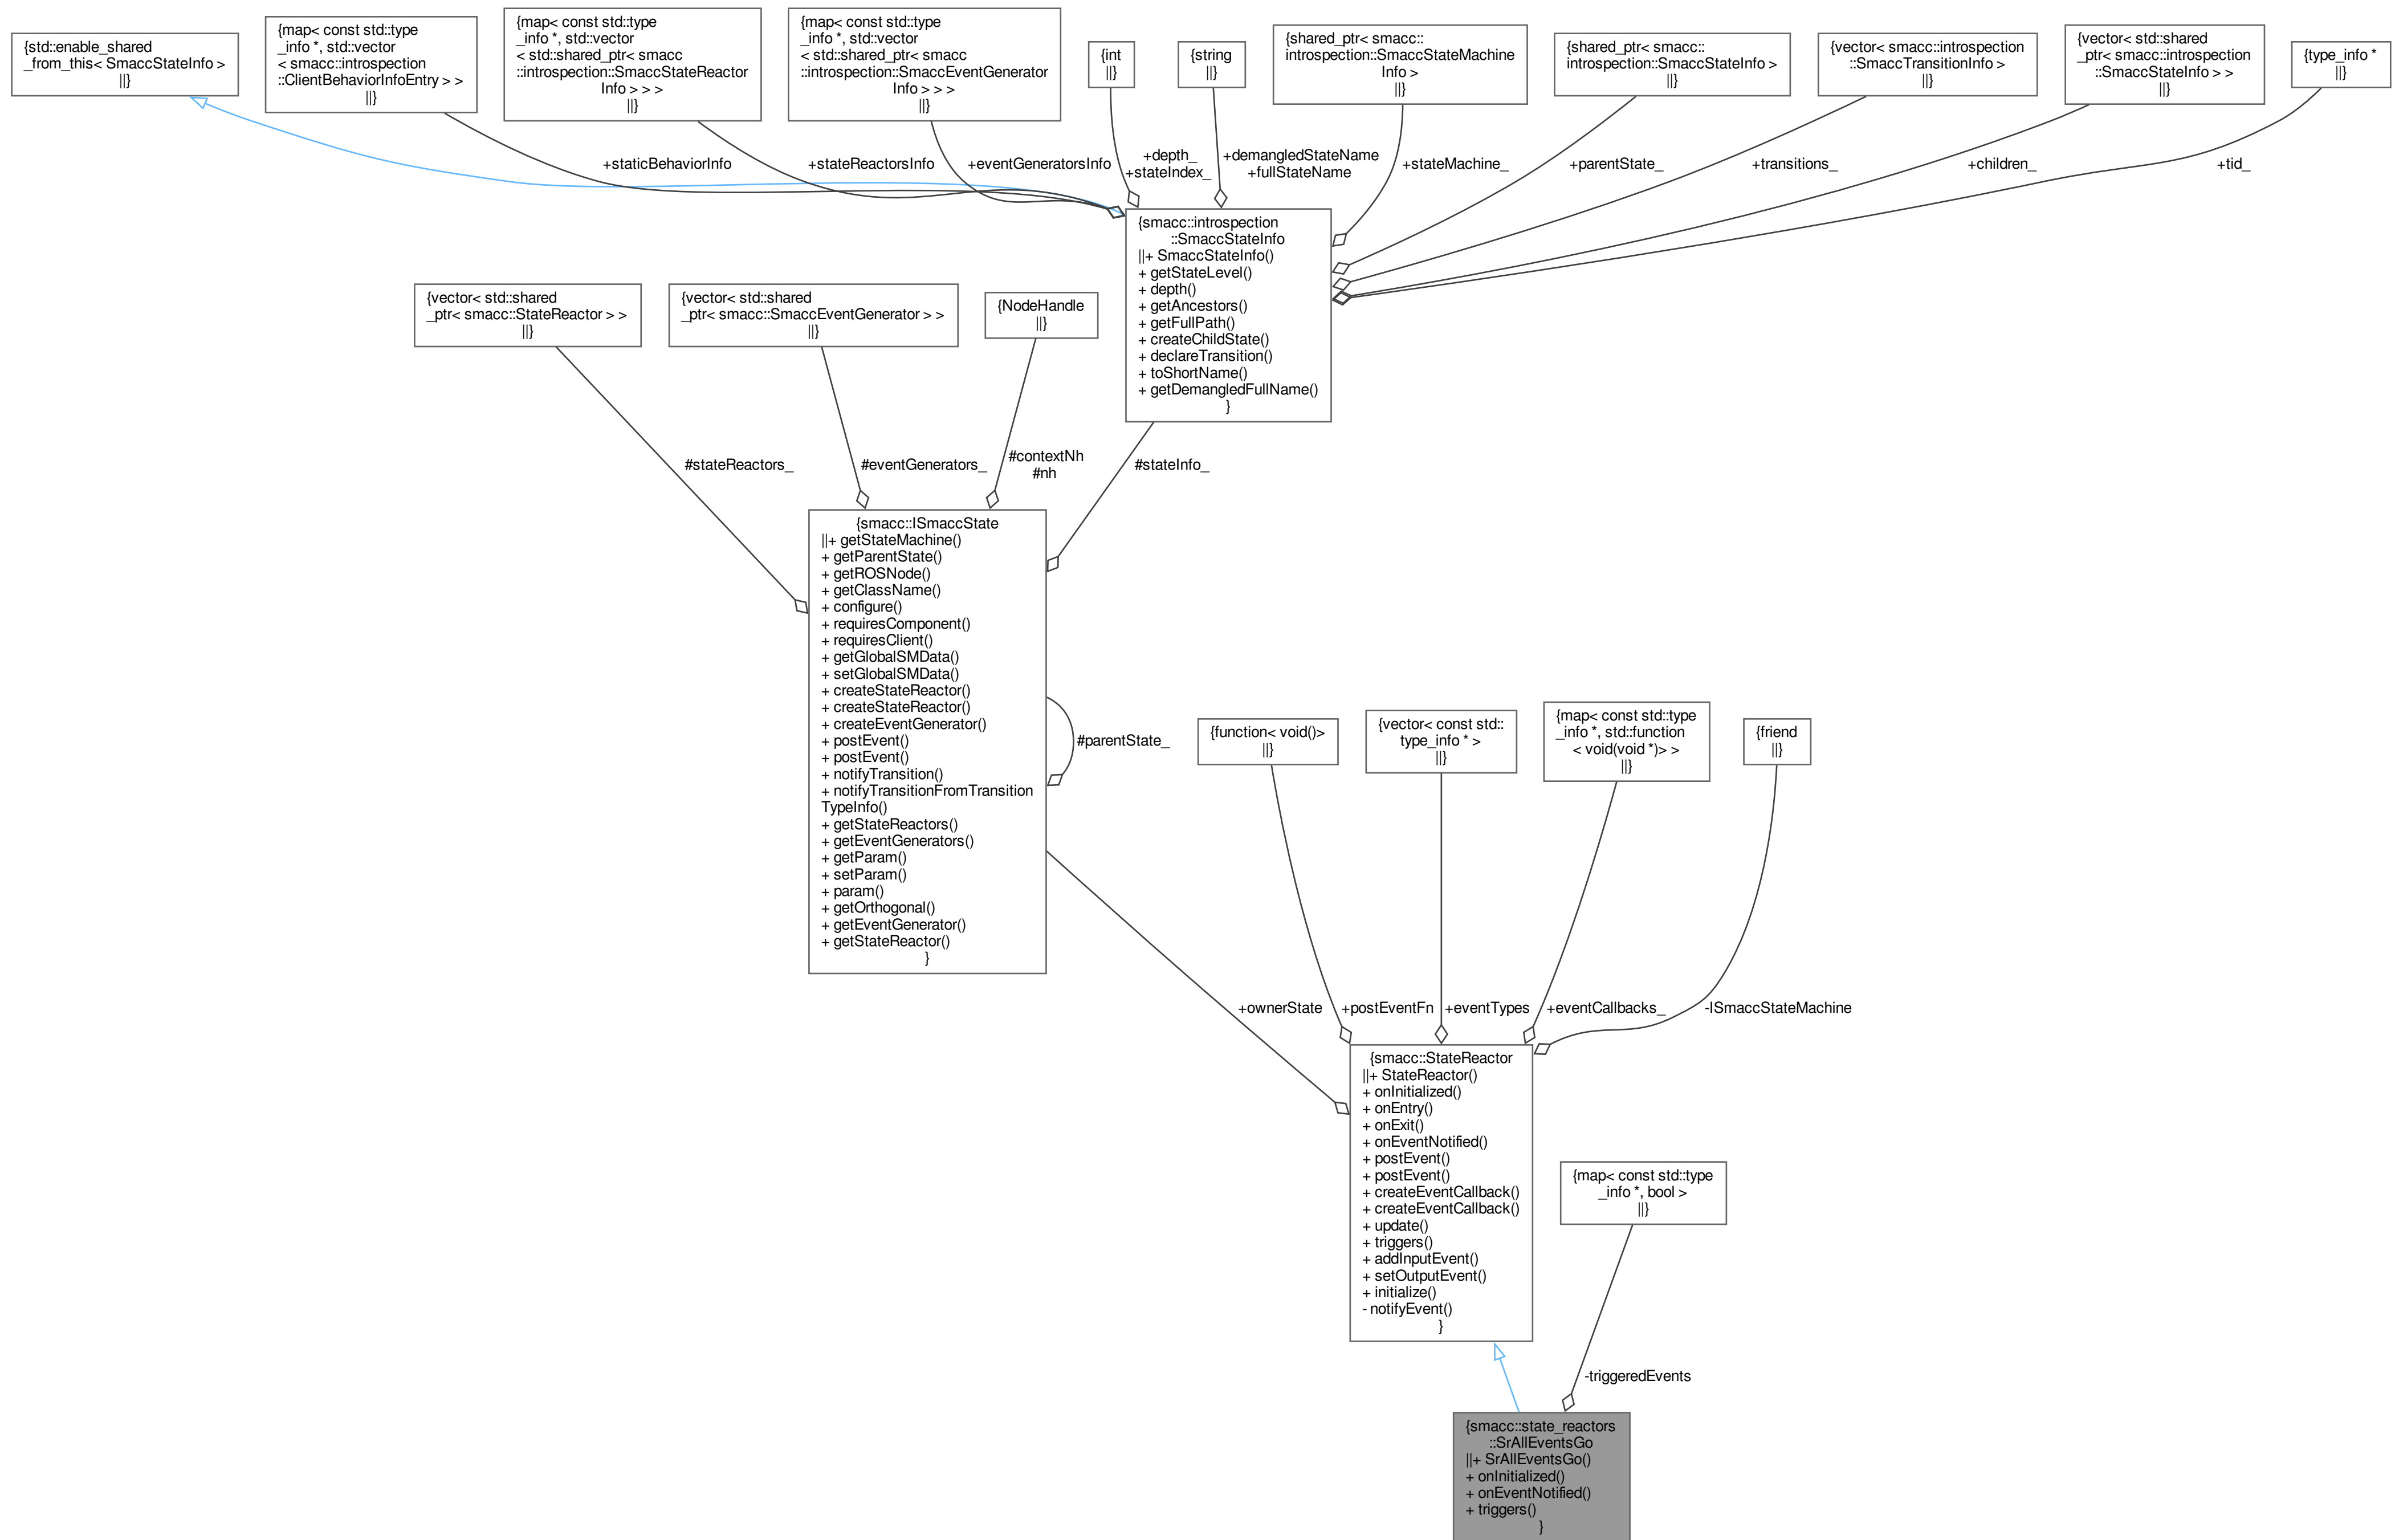 {std::enable_shared
_from_this< SmaccStateInfo >
||}
{map< const std::type
_info *, std::vector
< smacc::introspection
::ClientBehaviorInfoEntry > >
||}
{map< const std::type
_info *, std::vector
< std::shared_ptr< smacc
::introspection::SmaccStateReactor
Info > > >
||}
{map< const std::type
_info *, std::vector
< std::shared_ptr< smacc
::introspection::SmaccEventGenerator
Info > > >
||}
{int
||}
{string
||}
{shared_ptr< smacc::
introspection::SmaccStateMachine
Info >
||}
{shared_ptr< smacc::
introspection::SmaccStateInfo >
||}
{vector< smacc::introspection
::SmaccTransitionInfo >
||}
{vector< std::shared
_ptr< smacc::introspection
::SmaccStateInfo > >
||}
{type_info *
||}
+staticBehaviorInfo
+stateReactorsInfo
+eventGeneratorsInfo
+depth_
+stateIndex_
+demangledStateName
+fullStateName
+stateMachine_
+parentState_
+transitions_
+children_
+tid_
{smacc::introspection
::SmaccStateInfo
||+ SmaccStateInfo()
+ getStateLevel()
+ depth()
+ getAncestors()
+ getFullPath()
+ createChildState()
+ declareTransition()
+ toShortName()
+ getDemangledFullName()
}
{vector< std::shared
_ptr< smacc::StateReactor > >
||}
{vector< std::shared
_ptr< smacc::SmaccEventGenerator > >
||}
{NodeHandle
||}
#stateReactors_
#eventGenerators_
#contextNh
#nh
#stateInfo_
{smacc::ISmaccState
||+ getStateMachine()
+ getParentState()
+ getROSNode()
+ getClassName()
+ configure()
+ requiresComponent()
+ requiresClient()
+ getGlobalSMData()
+ setGlobalSMData()
+ createStateReactor()
+ createStateReactor()
+ createEventGenerator()
+ postEvent()
+ postEvent()
+ notifyTransition()
+ notifyTransitionFromTransition
TypeInfo()
+ getStateReactors()
+ getEventGenerators()
+ getParam()
+ setParam()
+ param()
+ getOrthogonal()
+ getEventGenerator()
+ getStateReactor()
}
#parentState_
{function< void()>
||}
{vector< const std::
type_info * >
||}
{map< const std::type
_info *, std::function
< void(void *)> >
||}
{friend
||}
+ownerState
+postEventFn
+eventTypes
+eventCallbacks_
-ISmaccStateMachine
{smacc::StateReactor
||+ StateReactor()
+ onInitialized()
+ onEntry()
+ onExit()
+ onEventNotified()
+ postEvent()
+ postEvent()
+ createEventCallback()
+ createEventCallback()
+ update()
+ triggers()
+ addInputEvent()
+ setOutputEvent()
+ initialize()
- notifyEvent()
}
{map< const std::type
_info *, bool >
||}
-triggeredEvents
{smacc::state_reactors
::SrAllEventsGo
||+ SrAllEventsGo()
+ onInitialized()
+ onEventNotified()
+ triggers()
}